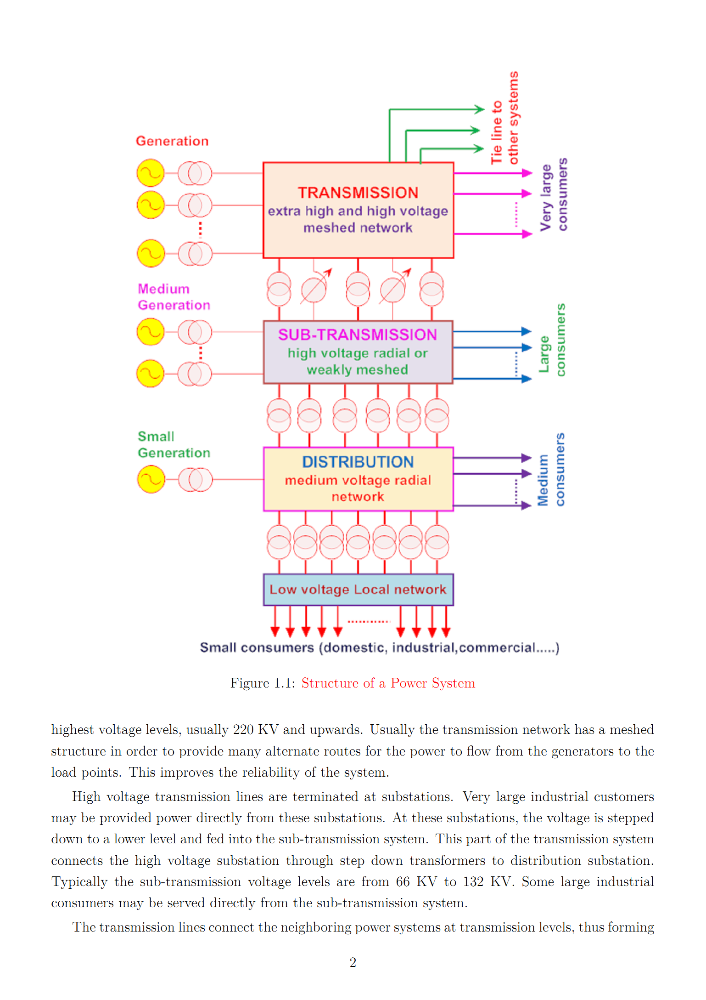 Tie line to
other systems
Generation
Very large
consumers
TRANSMISSION
extra high and high voltage
meshed network
Medium
Generation
SUB-TRANSMISSION
high voltage radial or
weakly meshed
Large
consumers
Small
Generation
DISTRIBUTION
medium voltage radial
network
Medium
consumers
Low voltage Local network
Small consumers (domestic, industrial,commercial.....)
Figure 1.1: Structure of a Power System
highest voltage levels, usually 220 KV and upwards. Usually the transmission network has a meshed
structure in order to provide many alternate routes for the power to flow from the generators to the
load points. This improves the reliability of the system.
High voltage transmission lines are terminated at substations. Very large industrial customers
may be provided power directly from these substations. At these substations, the voltage is stepped
down to a lower level and fed into the sub-transmission system. This part of the transmission system
connects the high voltage substation through step down transformers to distribution substation.
Typically the sub-transmission voltage levels are from 66 KV to 132 KV. Some large industrial
consumers may be served directly from the sub-transmission system.
The transmission lines connect the neighboring power systems at transmission levels, thus forming
2